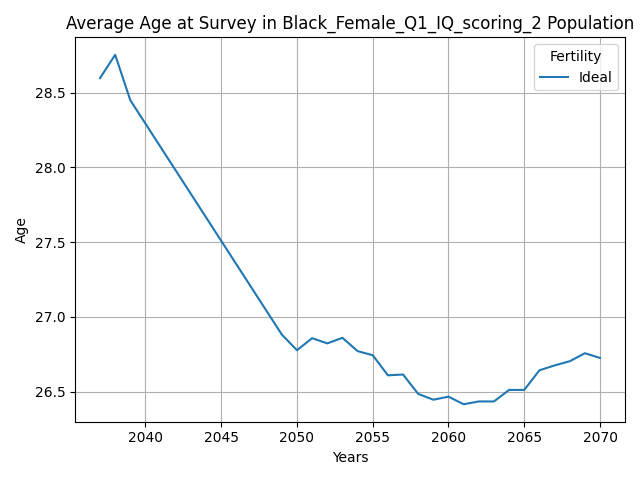 Average Age at Survey in Black_Female_Q1_IQ_scoring_2 Population
Fertility
Ideal
28.5
28.0
27.5
27.0
26.5
Age
2040 2045 2050 2055 2060 2065 2070
Years